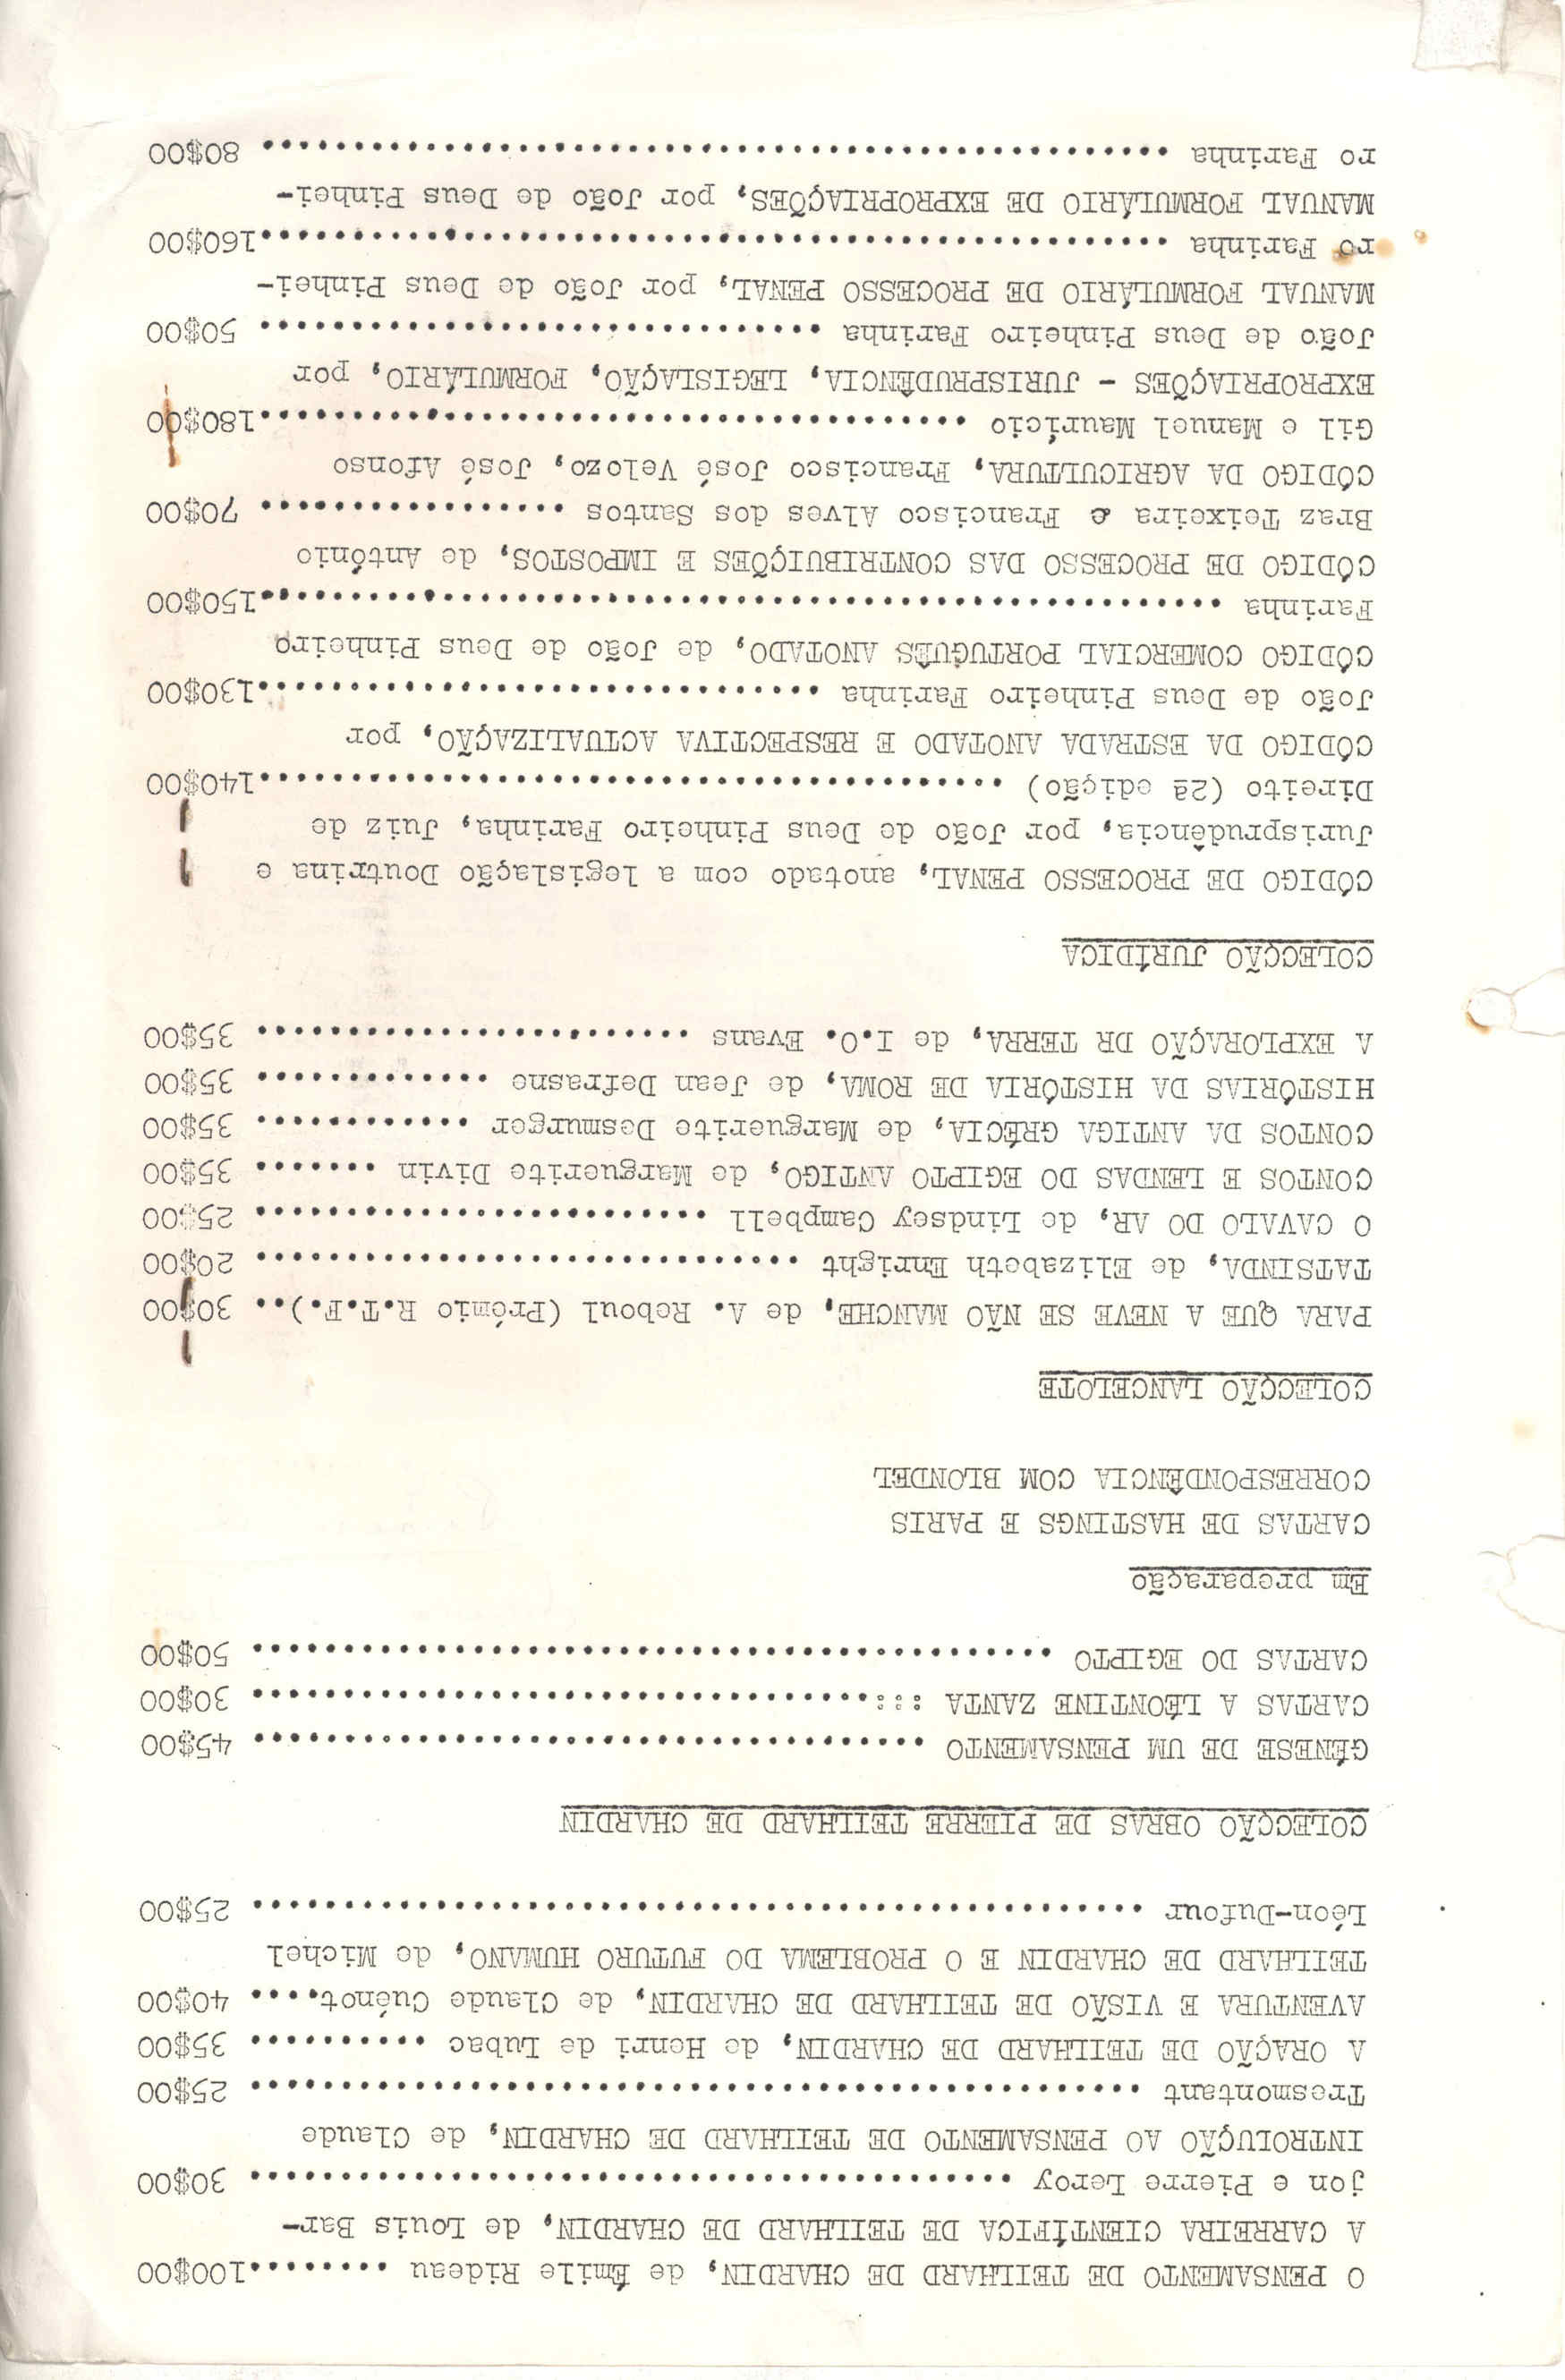 O PENSAMENTO DE TEILHARD DE CHARDIN, de Émile Rideau ........100$00
A CARREIRA CIENTÍFICA DE TEILHARD DE CHARDIN, de Louis Bar-
jon e Pierre Leroy .......................................... 30$00
INTROLUÇÃO AO PENSAMENTO DE TEILHARD DE CHARDIN, de Claude
Tresmontant ................................................. 25$00
A ORAÇÃO DE TEILHARD DE CHARDIN, de Henri de Lubac .......... 35$00
AVENTURA E VISÃO DE TEILHARD DE CHARDIN, de Claude Cuénot.... 40$00
TEILHARD DE CHARDIN E O PROBLEMA DO FUTURO HUMANO, de Michel
Léon-Dufour ................................................. 25$00
COLECÇÃO OBRAS DE PIERRE TEILHARD DE CHARDIN
GÉNESE DE UM PENSAMENTO ..................................... 45$00
CARTAS A LÉONTINE ZANTA :::.................................. 30$00
CARTAS DO EGIPTO ............................................ 50$00
Em preparação
CARTAS DE HASTINGS E PARIS
CORRESPONDÊNCIA COM BLONDEL
COLECÇÃO LANCELOTE
PARA QUE A NEVE SE NÃO MANCHE, de A. Reboul (Prémio R.T.F.).. 30$00
TATSINDA, de Elizabeth Enright .............................. 20$00
O CAVALO DO AR, de Lindsey Campbell ......................... 25$00
CONTOS E LENDAS DO EGIPTO ANTIGO, de Marguerite Divin ....... 35$00
CONTOS DA ANTIGA GRÉCIA, de Marguerite Desmurger ............ 35$00
HISTÓRIAS DA HISTÓRIA DE ROMA, de Jean Defrasne ............. 35$00
A EXPLORAÇÃO DR TERRA, de I.O. Evans ........................ 35$00
COLECÇÃO JURÍDICA
CÓDIGO DE PROCESSO PENAL, anotado com a legislação Doutrina e
Jurisprudência, por João de Deus Pinheiro Farinha, Juiz de
Direito (2ª edição) .........................................140$00
CÓDIGO DA ESTRADA ANOTADO E RESPECTIVA ACTUALIZAÇÃO, por
João de Deus Pinheiro Farinha ...............................130$00
CÓDIGO COMERCIAL PORTUGUÊS ANOTADO, de João de Deus Pinheiro
Farinha .....................................................150$00
CÓDIGO DE PROCESSO DAS CONTRIBUIÇÕES E IMPOSTOS, de António
Braz Teixeira e Francisco Alves dos Santos ................. 70$00
CÓDIGO DA AGRICULTURA, Francisco José Velozo, José Afonso
Gil e Manuel Maurício .......................................180$00
EXPROPRIAÇÕES - JURISPRUDÊNCIA, LEGISLAÇÃO, FORMULÁRIO, por
João de Deus Pinheiro Farinha ............................... 50$00
MANUAL FORMULÁRIO DE PROCESSO PENAL, por João de Deus Pinhei-
ro Farinha ..................................................160$00
MANUAL FORMULÁRIO DE EXPROPRIAÇÕES, por João de Deus Pinhei-
ro Farinha .................................................. 80$00